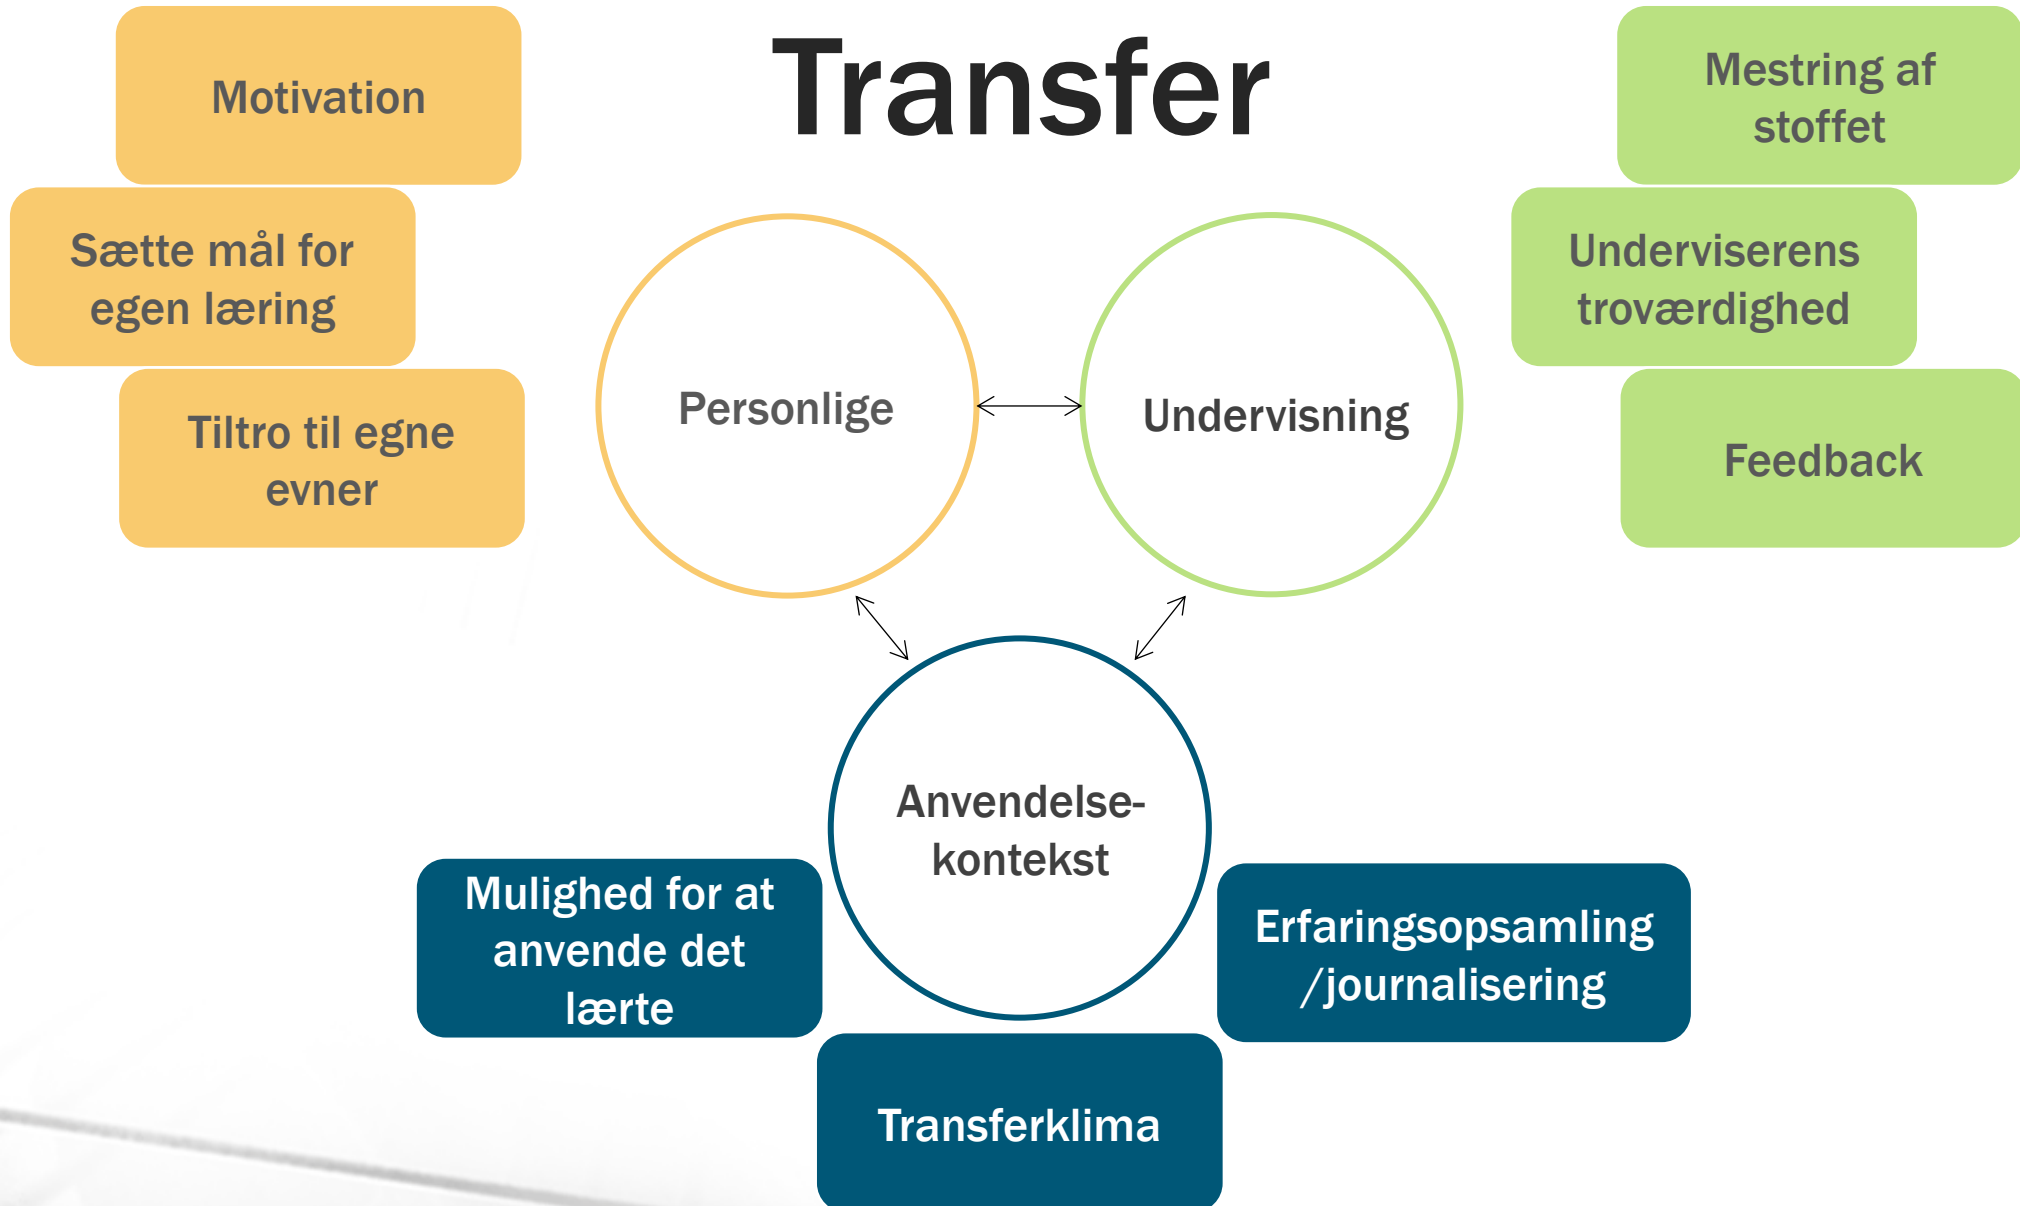 Transfer
Motivation
Sætte mål for
egen læring
Tiltro til egne
evner
Mestring af
stoffet
Underviserens
troværdighed
Feedback
Personlige
Undervisning
Anvendelse-
kontekst
Mulighed for at
anvende det
lærte
Transferklima
Erfaringsopsamling
/journalisering